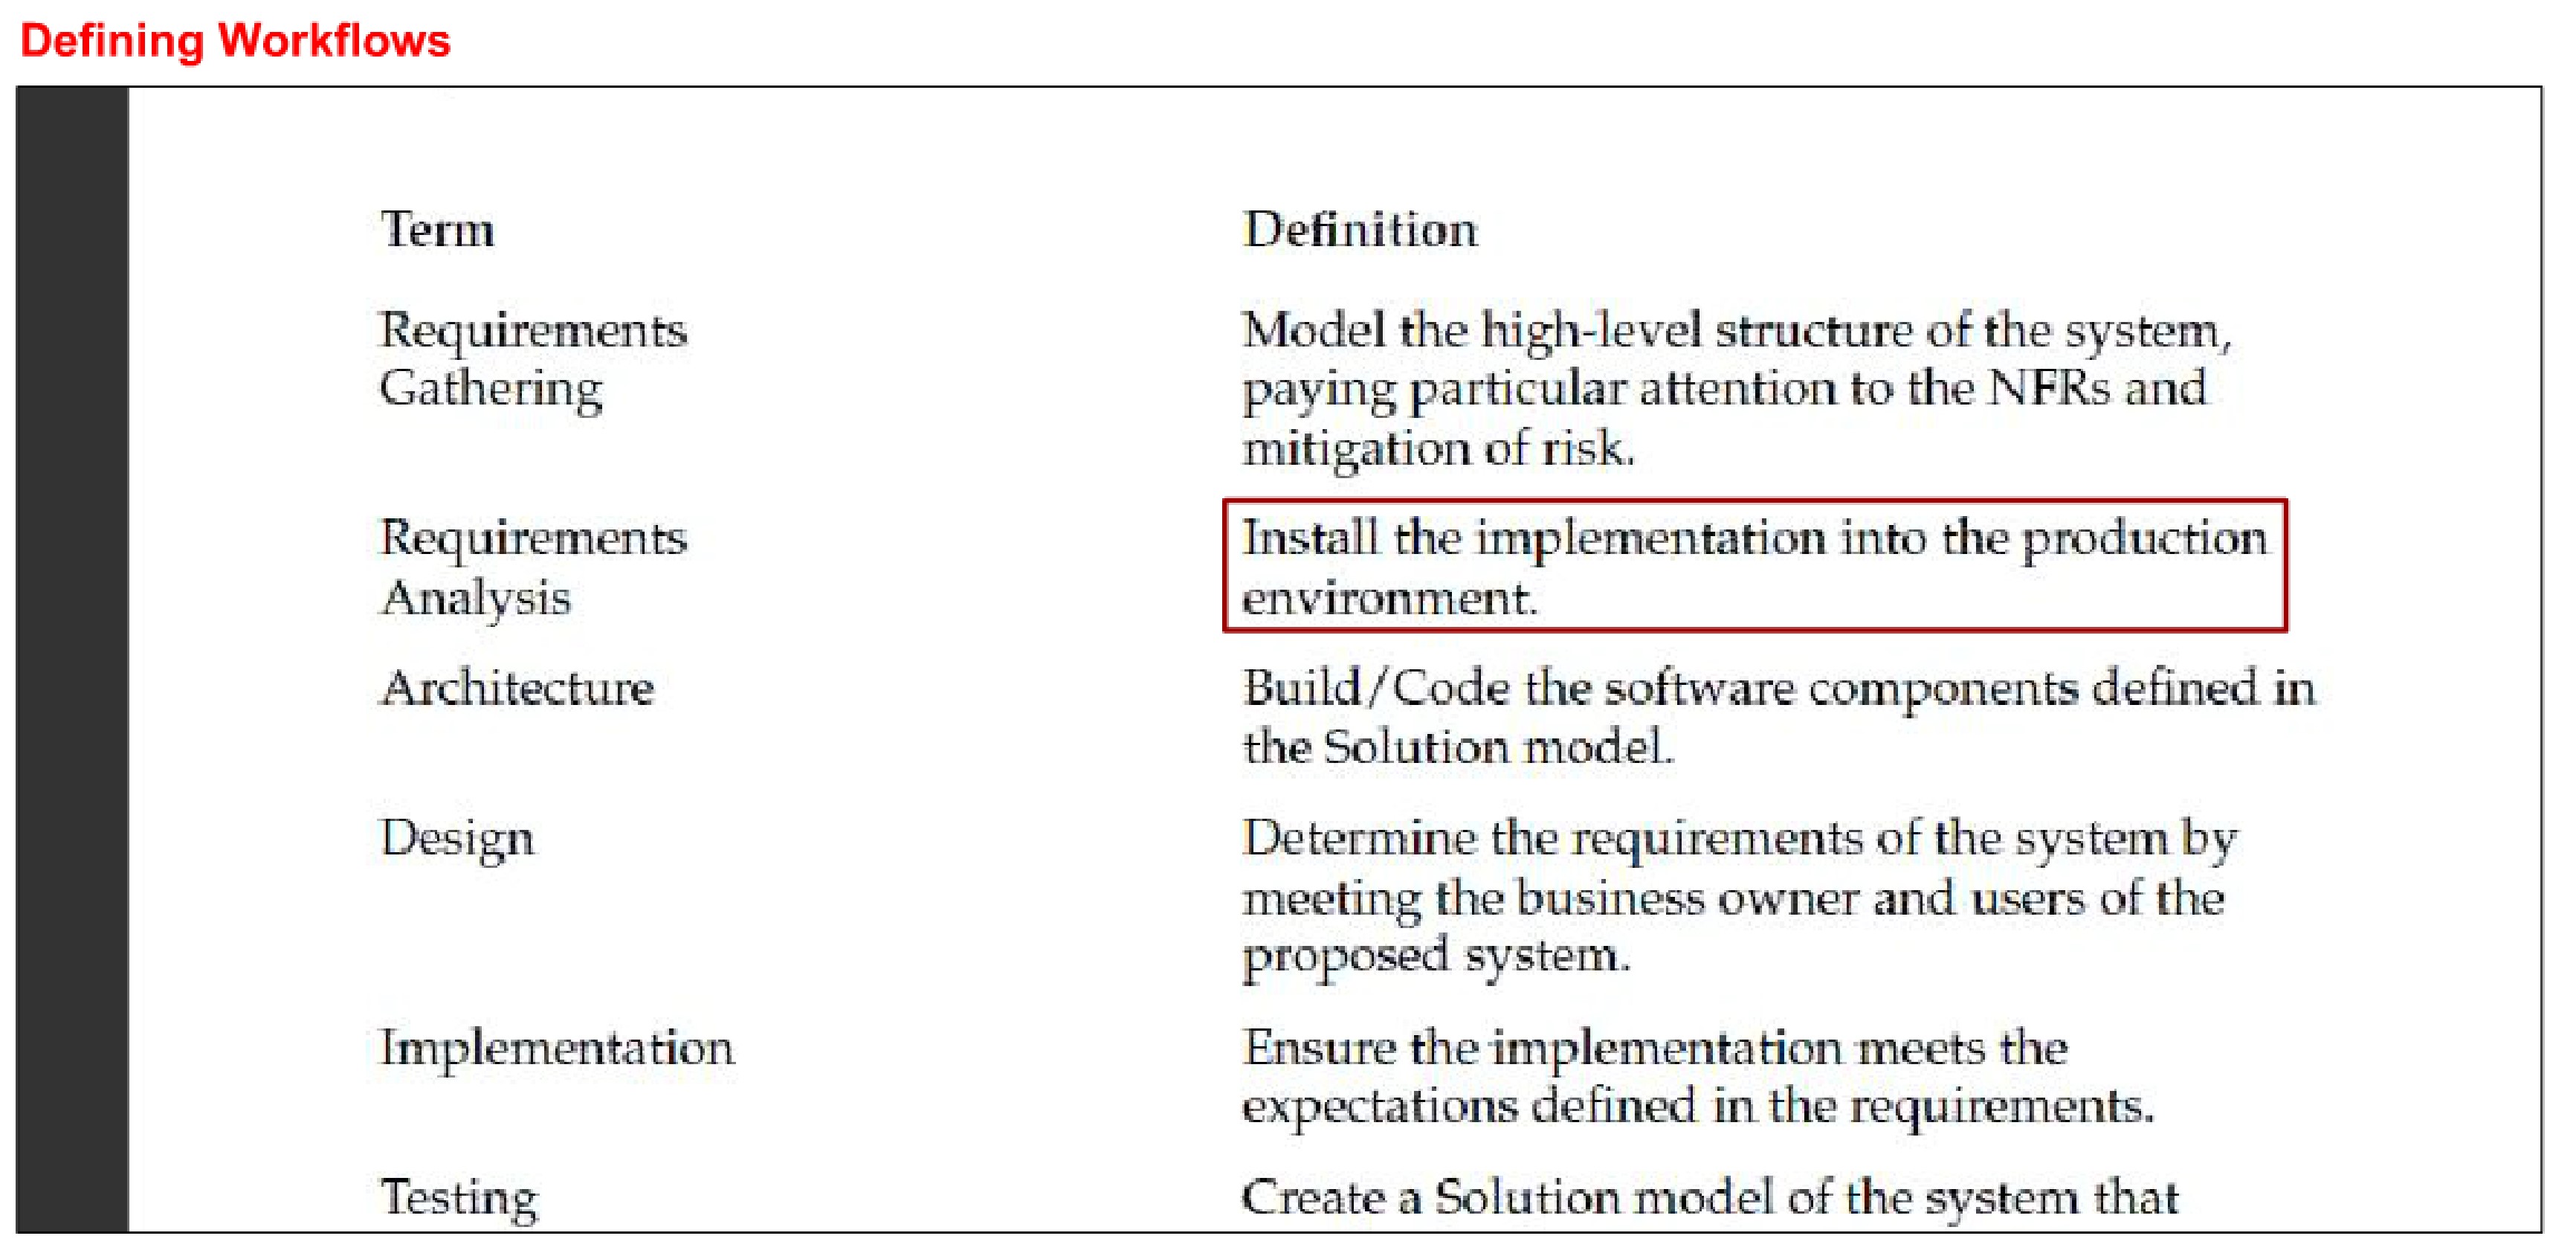 Defining Workflows
Term
Definition
Requirements
Gathering
Model the high-level structure of the system,
paying particular attention to the NFRs and
mitigation of risk.
Requirements
Analysis
Install the implementation into the production
environment.
Architecture
Build/Code the software components defined in
the Solution model.
Design
Determine the requirements of the system by
meeting the business owner and users of the
proposed system.
Implementation
Ensure the implementation meets the
expectations defined in the requirements.
Testing
Create a Solution model of the system that